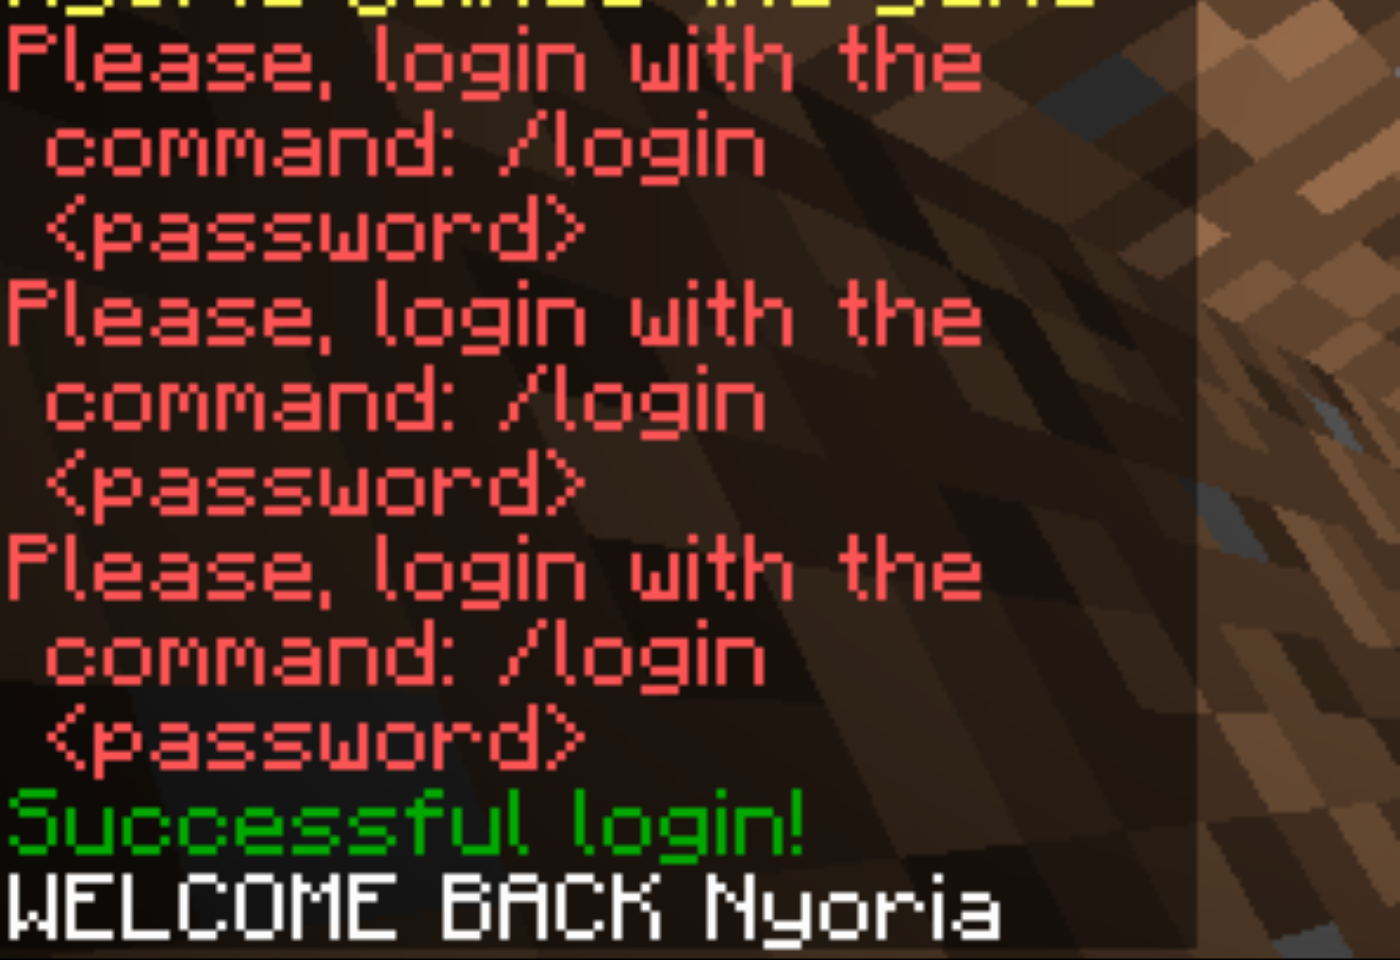 Please, login with the
command: /login
<password>
Please, login with the
command: /login
<password>
Please, login with the
command: /login
<password>
Successful login!
WELCOME BACK Nyoria